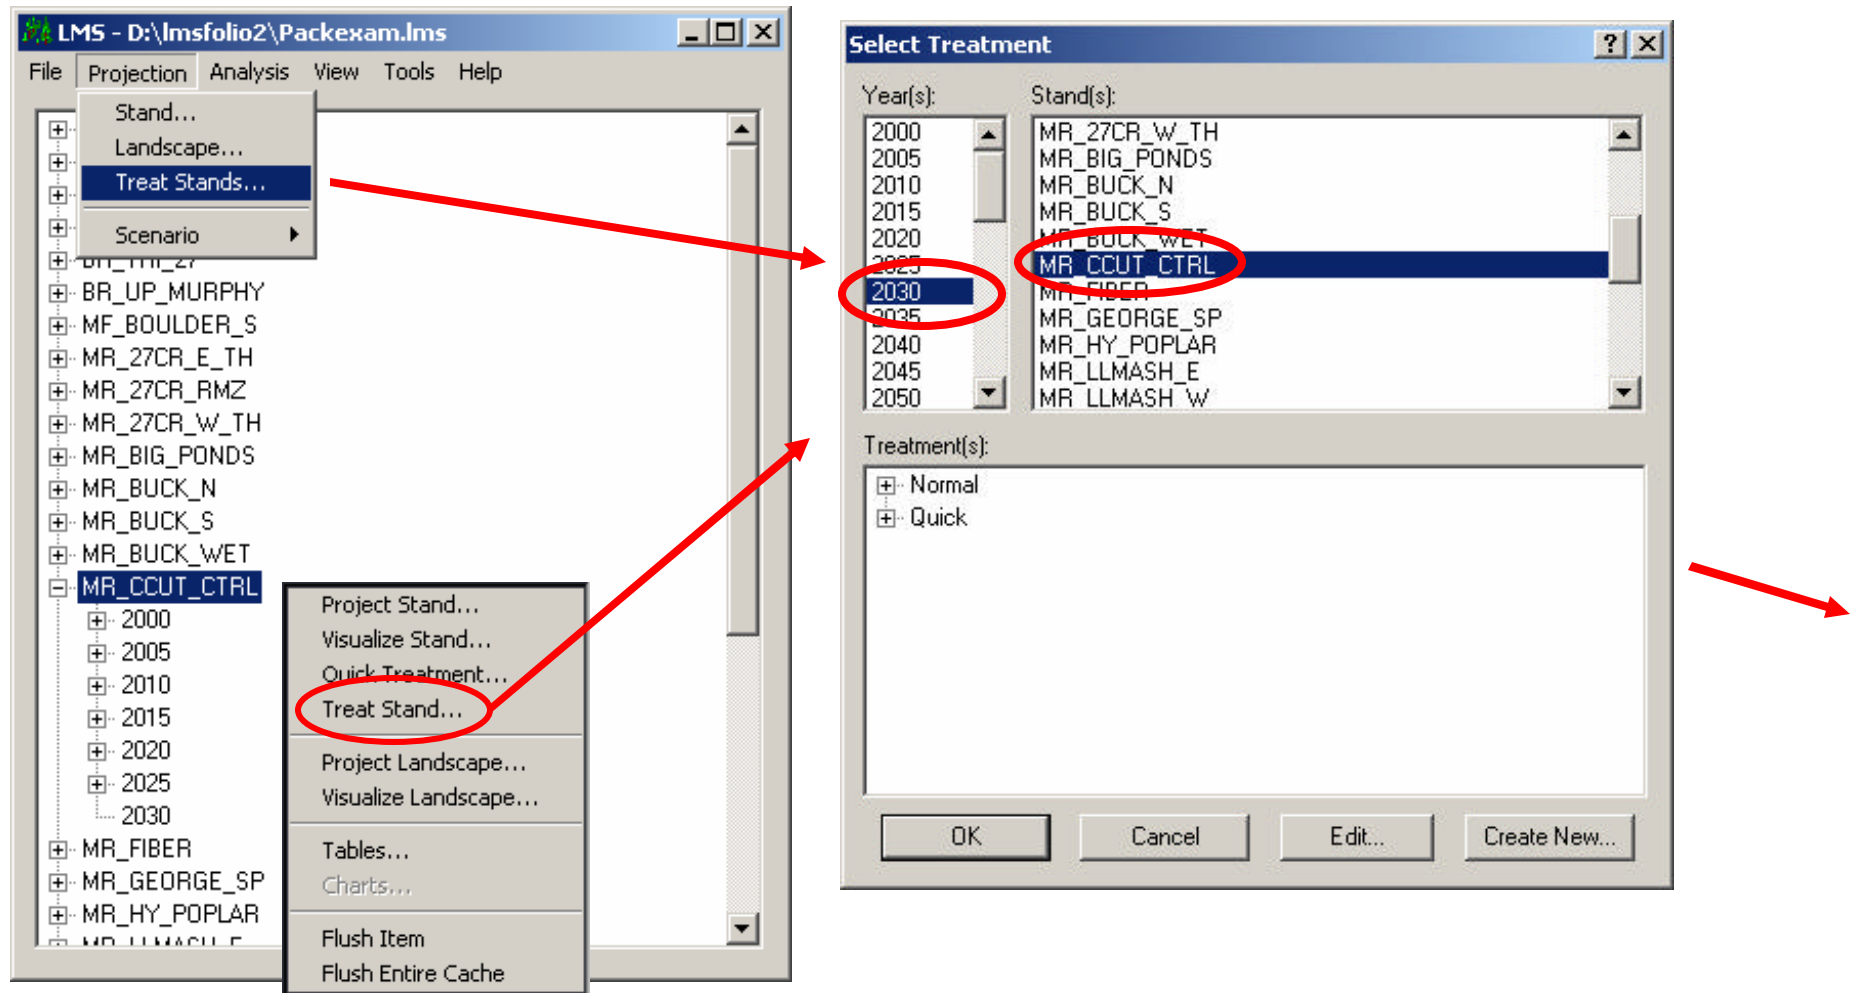 LMS - D:\lmsfolio2\Packexam.lms
File Projection Analysis View Tools Help
Stand...
Landscape...
Treat Stands...
Scenario
BR_UP_MURPHY
MF_BOULDER_S
MR_27CR_E_TH
MR_27CR_RMZ
MR_27CR_W_TH
MR_BIG_PONDS
MR_BUCK_N
MR_BUCK_S
MR_BUCK_WET
MR_CCUT_CTRL
2000
2005
2010
2015
2020
2025
2030
MR_FIBER
MR_GEORGE_SP
MR_HY_POPLAR
MR_LLMASH_E
Project Stand...
Visualize Stand...
Quick Treatment...
Treat Stand...
Project Landscape...
Visualize Landscape...
Tables...
Charts...
Flush Item
Flush Entire Cache
Select Treatment
Year(s):
2000
2005
2010
2015
2020
2025
2030
2035
2040
2045
2050
Stand(s):
MR_27CR_W_TH
MR_BIG_PONDS
MR_BUCK_N
MR_BUCK_S
MR_BUCK_WET
MR_CCUT_CTRL
MR_FIBER
MR_GEORGE_SP
MR_HY_POPLAR
MR_LLMASH_E
MR_LLMASH_W
Treatment(s):
Normal
Quick
OK Cancel Edit... Create New...